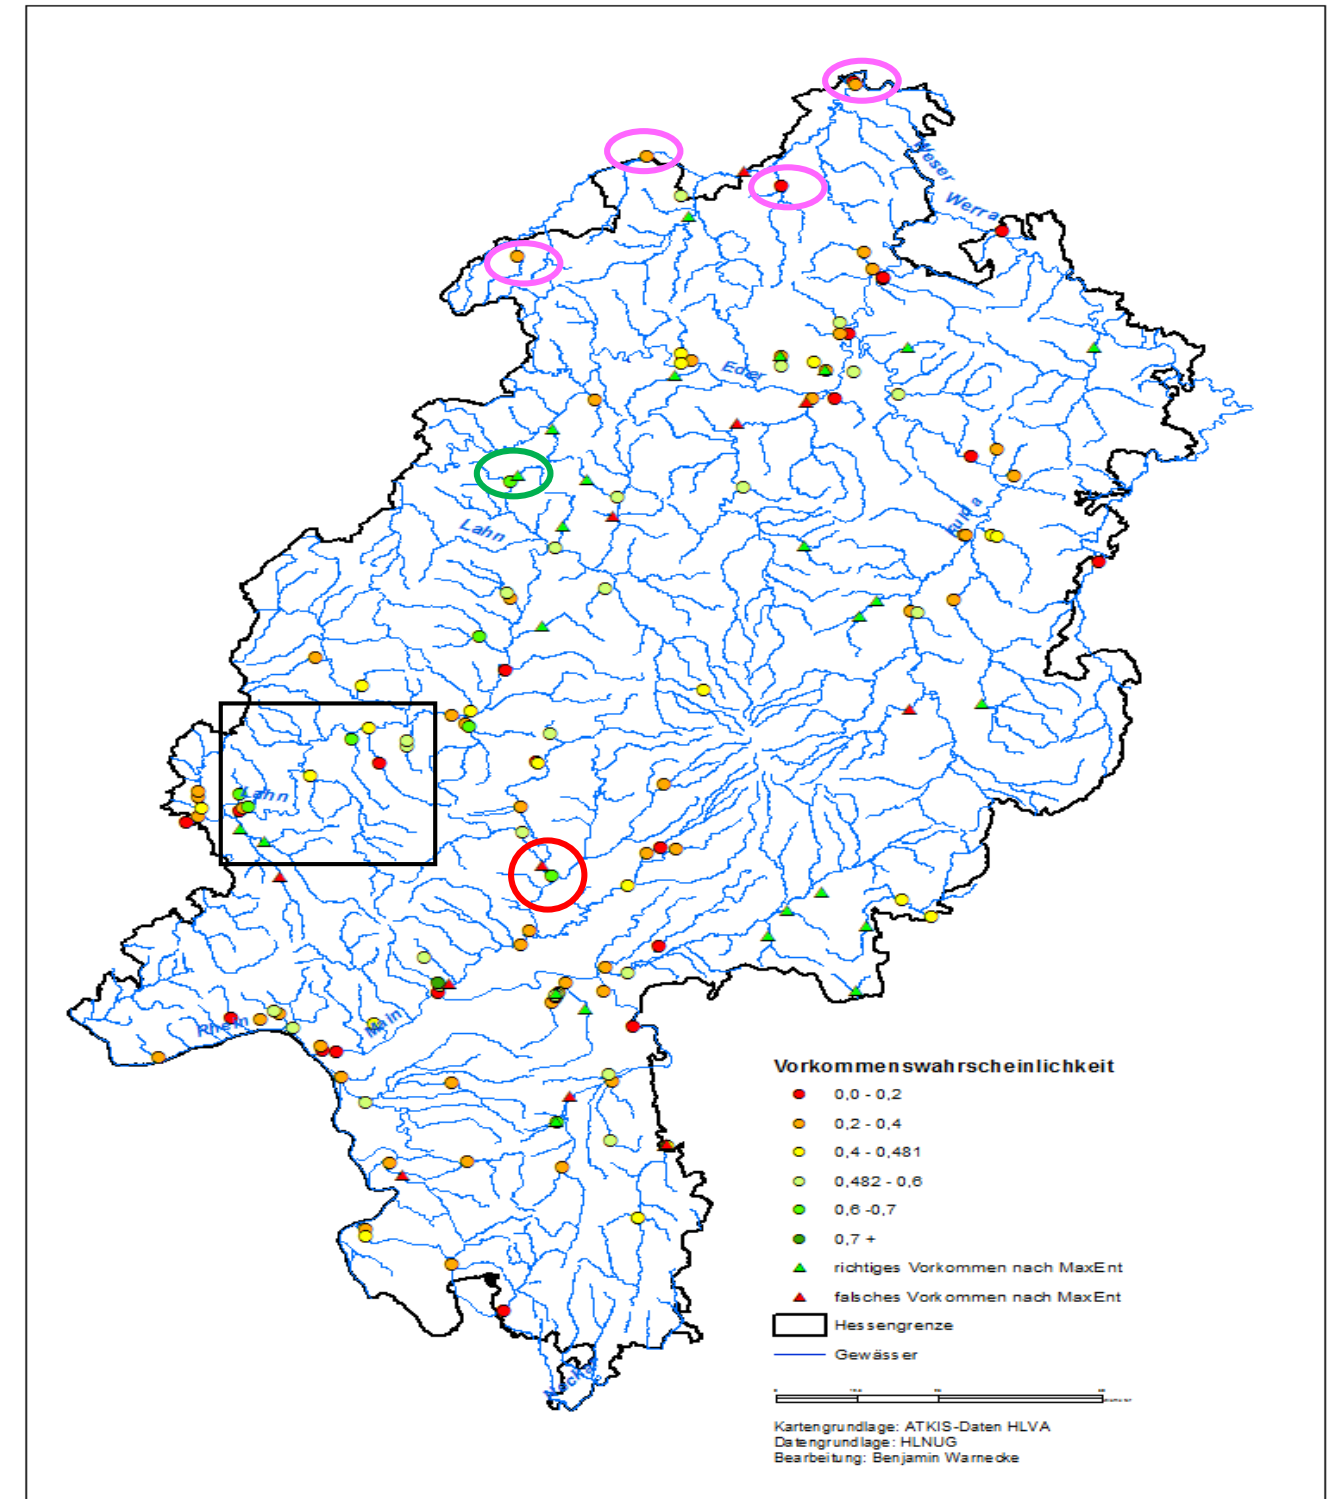 Weser
Werra
Eder
Lahn
Fulda
Lahn
Rhein
Main
Neckar
Vorkommenswahrscheinlichkeit
0,0 - 0,2
0,2 - 0,4
0,4 - 0,481
0,482 - 0,6
0,6 -0,7
0,7 +
richtiges Vorkommen nach MaxEnt
falsches Vorkommen nach MaxEnt
Hessengrenze
Gewässer
Kartengrundlage: ATKIS-Daten HLVA
Datengrundlage: HLNUG
Bearbeitung: Benjamin Warnecke